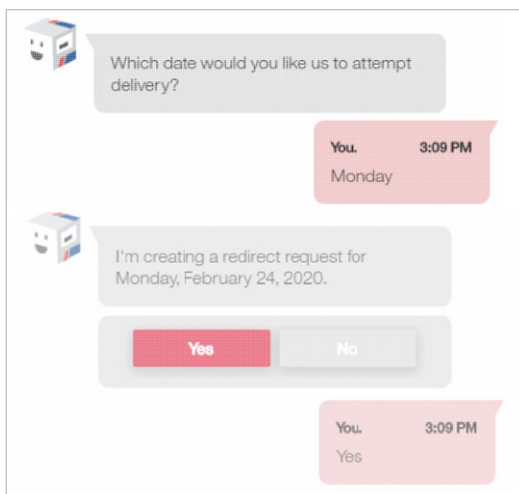 Which date would you like us to attempt
delivery?
You. 3:09 PM
Monday
I'm creating a redirect request for
Monday, February 24, 2020.
Yes No
You. 3:09 PM
Yes